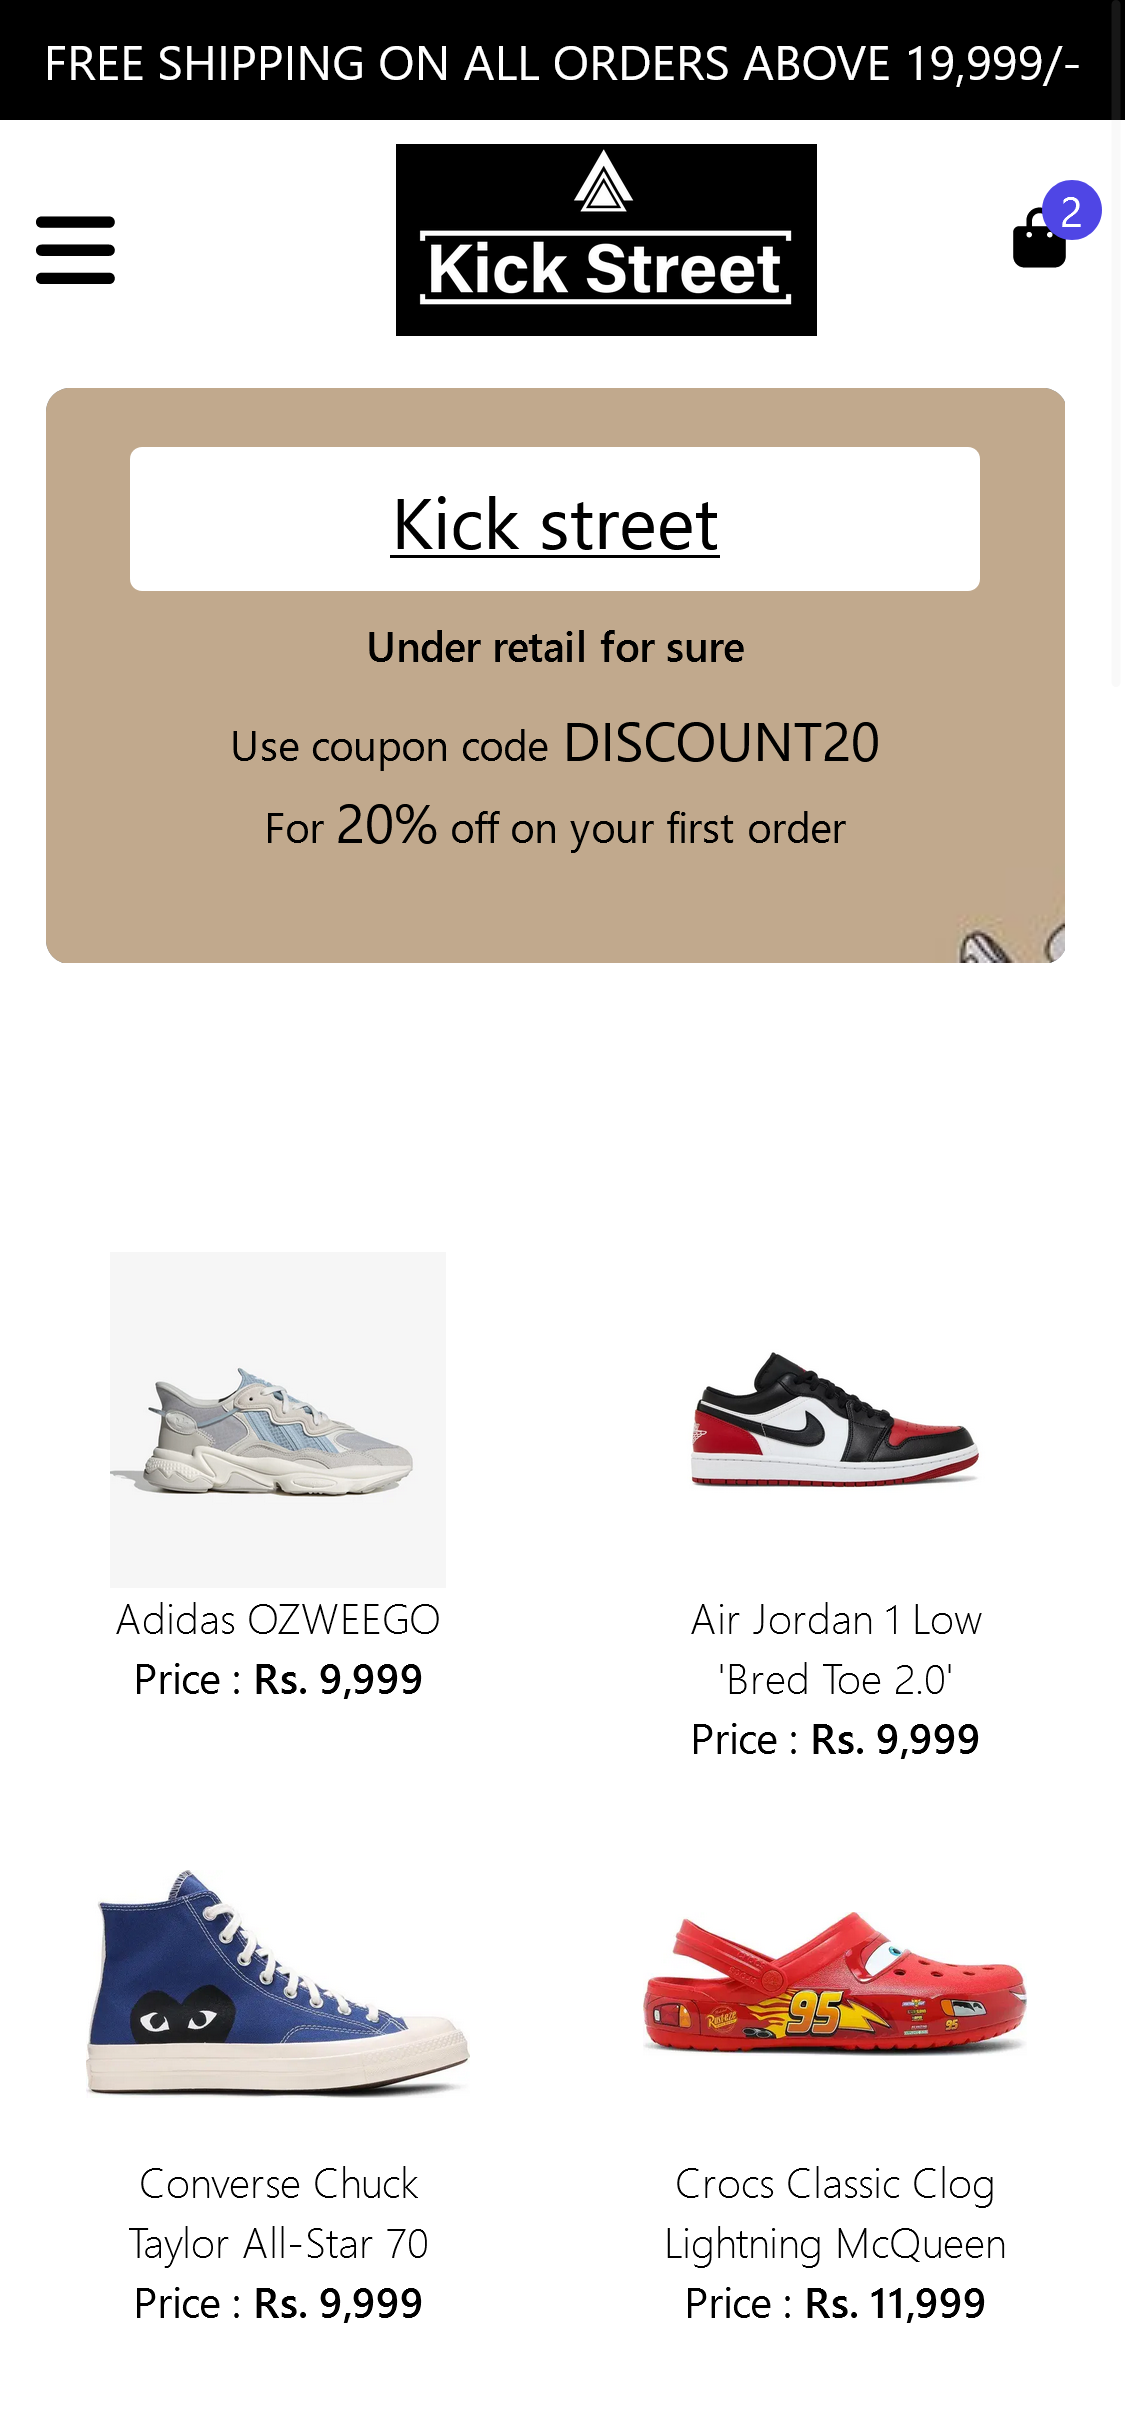 FREE SHIPPING ON ALL ORDERS ABOVE 19,999/-
Kick Street
2
Kick street
Under retail for sure
Use coupon code DISCOUNT20
For 20% off on your first order
Adidas OZWEEGO
Price : Rs. 9,999
Air Jordan 1 Low
'Bred Toe 2.0'
Price : Rs. 9,999
95
95
Converse Chuck
Taylor All-Star 70
Price : Rs. 9,999
Crocs Classic Clog
Lightning McQueen
Price : Rs. 11,999